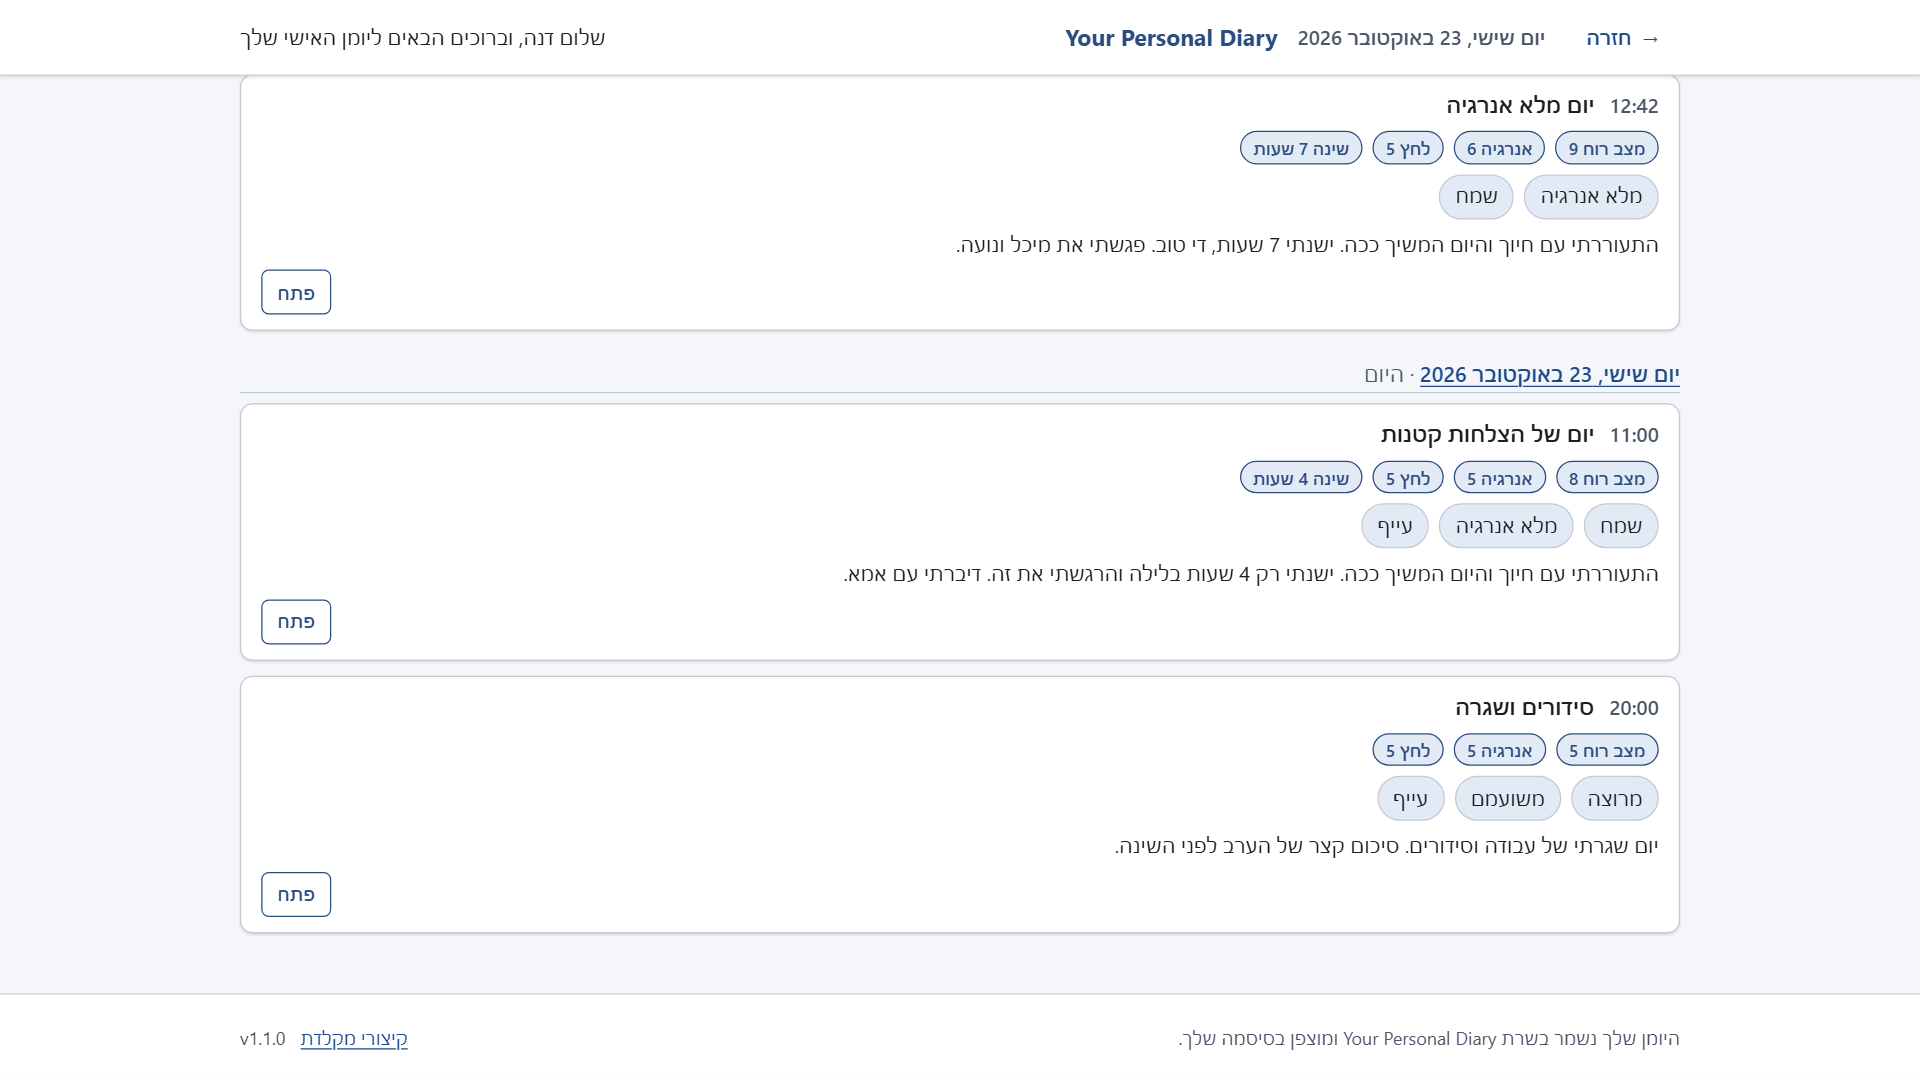 → חזרה יום שישי, 23 באוקטובר 2026 Your Personal Diary שלום דנה, וברוכים הבאים ליומן האישי שלך
12:42 יום מלא אנרגיה
מצב רוח 9 אנרגיה 6 לחץ 5 שינה 7 שעות
מלא אנרגיה שמח
התעוררתי עם חיוך והיום המשיך ככה. ישנתי 7 שעות, די טוב. פגשתי את מיכל ונועה.
פתח
יום שישי, 23 באוקטובר 2026 · היום
11:00 יום של הצלחות קטנות
מצב רוח 8 אנרגיה 5 לחץ 5 שינה 4 שעות
שמח מלא אנרגיה עייף
התעוררתי עם חיוך והיום המשיך ככה. ישנתי רק 4 שעות בלילה והרגשתי את זה. דיברתי עם אמא.
פתח
20:00 סידורים ושגרה
מצב רוח 5 אנרגיה 5 לחץ 5
מרוצה משועמם עייף
יום שגרתי של עבודה וסידורים. סיכום קצר של הערב לפני השינה.
פתח
היומן שלך נשמר בשרת Your Personal Diary ומוצפן בסיסמה שלך. קיצורי מקלדת v1.1.0